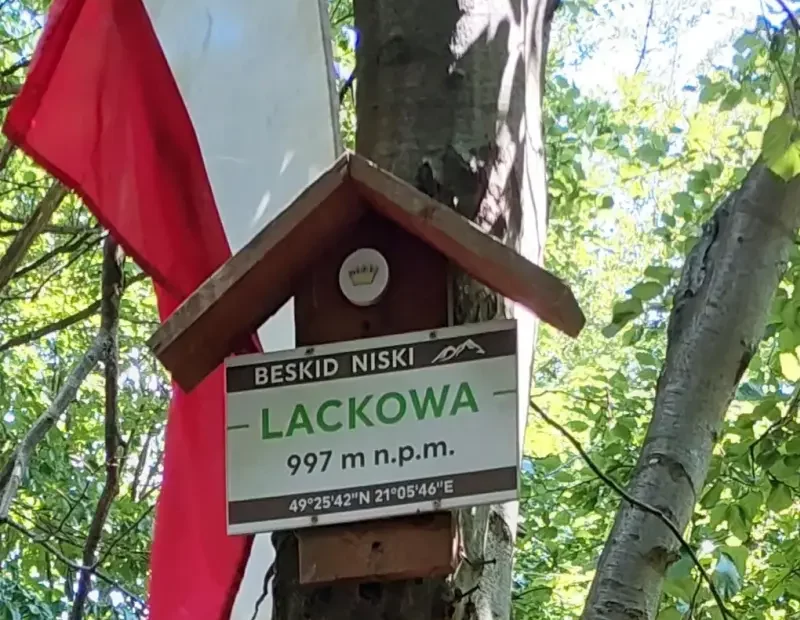 BESKID NISKI
LACKOWA
997 m n.p.m.
49°25'42"N 21°05'46"E